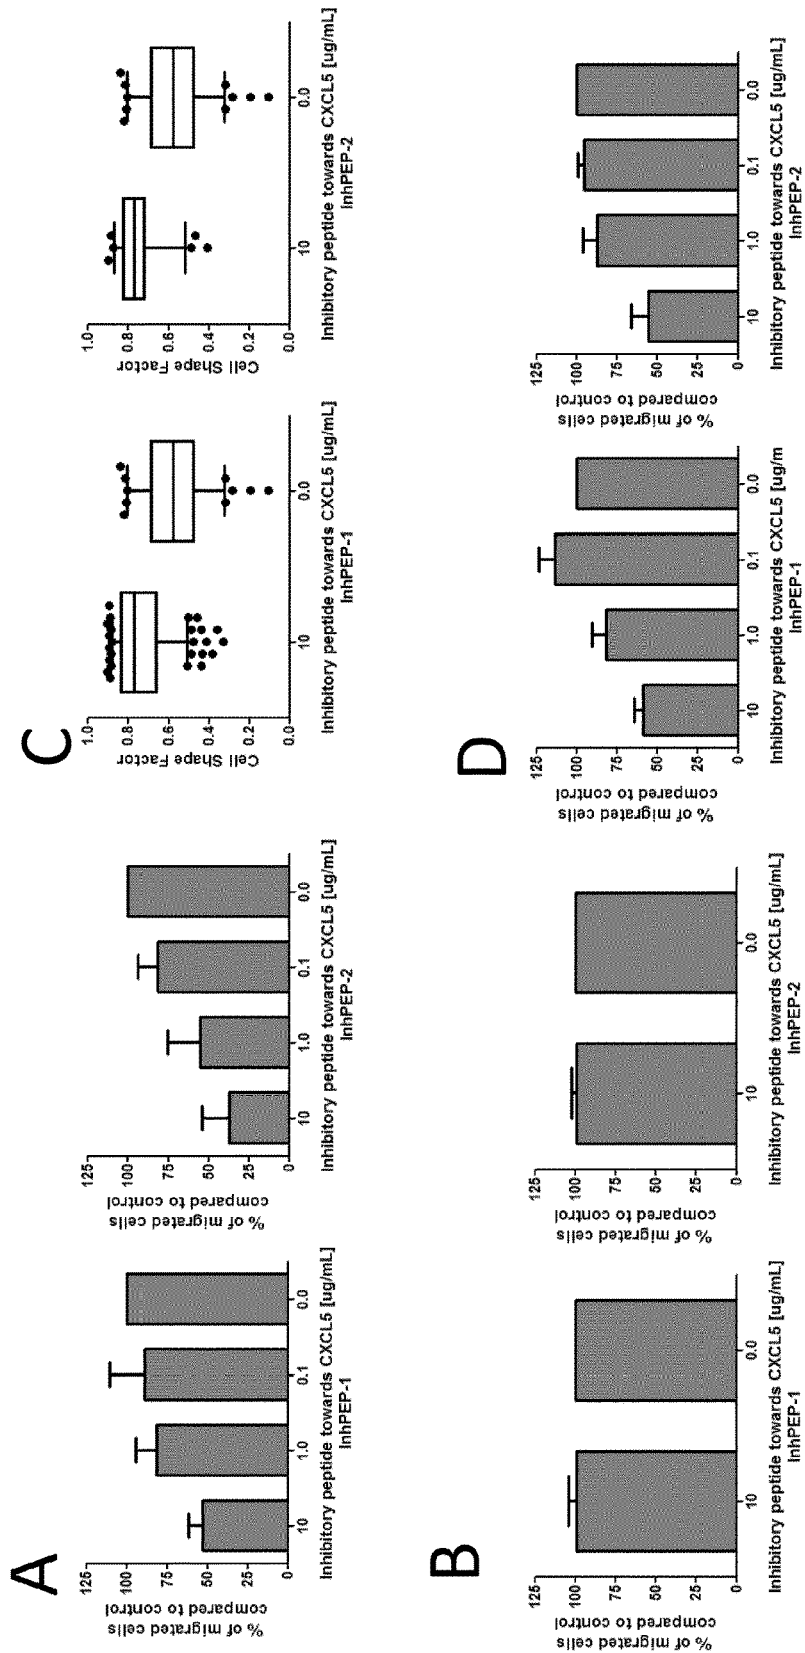 A
% of migrated cells
compared to control
125
100
75
50
25
0
10
1.0
0.1
0.0
Inhibitory peptide towards CXCL5 [ug/mL]
InhPEP-1
% of migrated cells
compared to control
125
100
75
50
25
0
10
1.0
0.1
0.0
Inhibitory peptide towards CXCL5 [ug/mL]
InhPEP-2
C
Cell Shape Factor
1.0
0.8
0.6
0.4
0.2
0.0
10
0.0
Inhibitory peptide towards CXCL5 [ug/mL]
InhPEP-1
Cell Shape Factor
1.0
0.8
0.6
0.4
0.2
0.0
10
0.0
Inhibitory peptide towards CXCL5 [ug/mL]
InhPEP-2
B
% of migrated cells
compared to control
125
100
75
50
25
0
10
0.0
Inhibitory peptide towards CXCL5 [ug/mL]
InhPEP-1
% of migrated cells
compared to control
125
100
75
50
25
0
10
0.0
Inhibitory peptide towards CXCL5 [ug/mL]
InhPEP-2
D
% of migrated cells
compared to control
125
100
75
50
25
0
10
1.0
0.1
0.0
Inhibitory peptide towards CXCL5 [ug/m
InhPEP-1
% of migrated cells
compared to control
125
100
75
50
25
0
10
1.0
0.1
0.0
Inhibitory peptide towards CXCL5 [ug/mL]
InhPEP-2